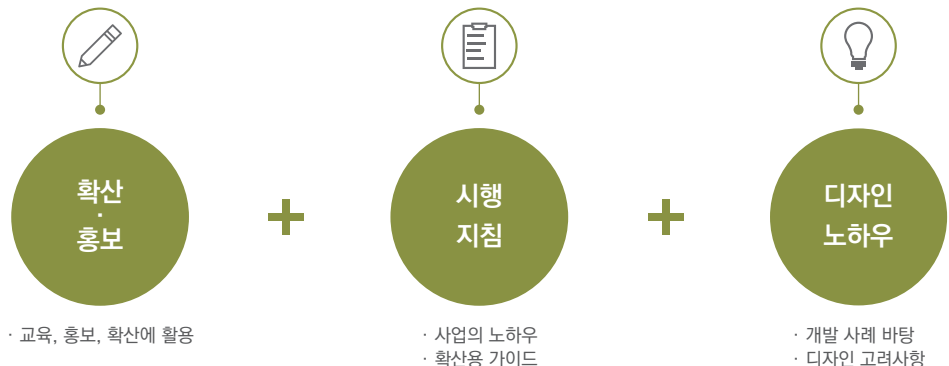 확산
·
홍보
시행
지침
디자인
노하우
· 교육, 홍보, 확산에 활용
· 사업의 노하우
· 확산용 가이드
· 개발 사례 바탕
· 디자인 고려사항